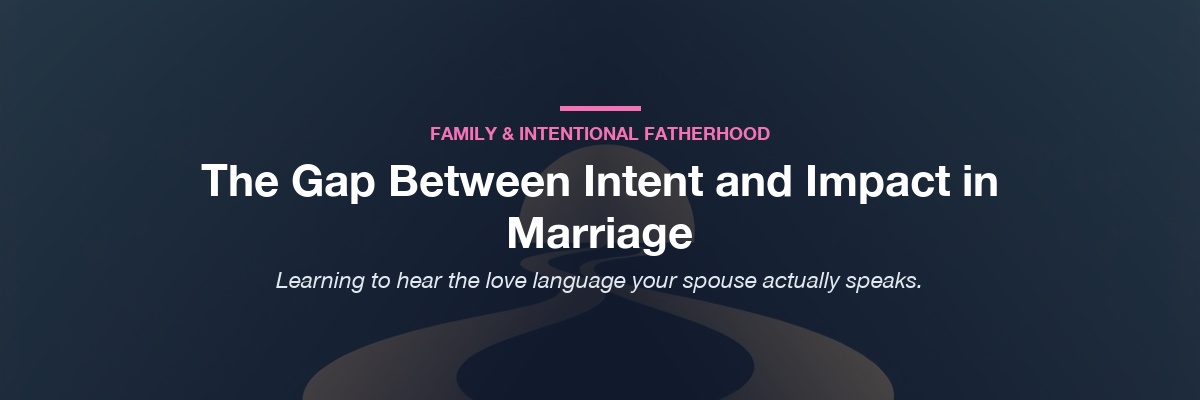 FAMILY & INTENTIONAL FATHERHOOD
The Gap Between Intent and Impact in
Marriage
Learning to hear the love language your spouse actually speaks.